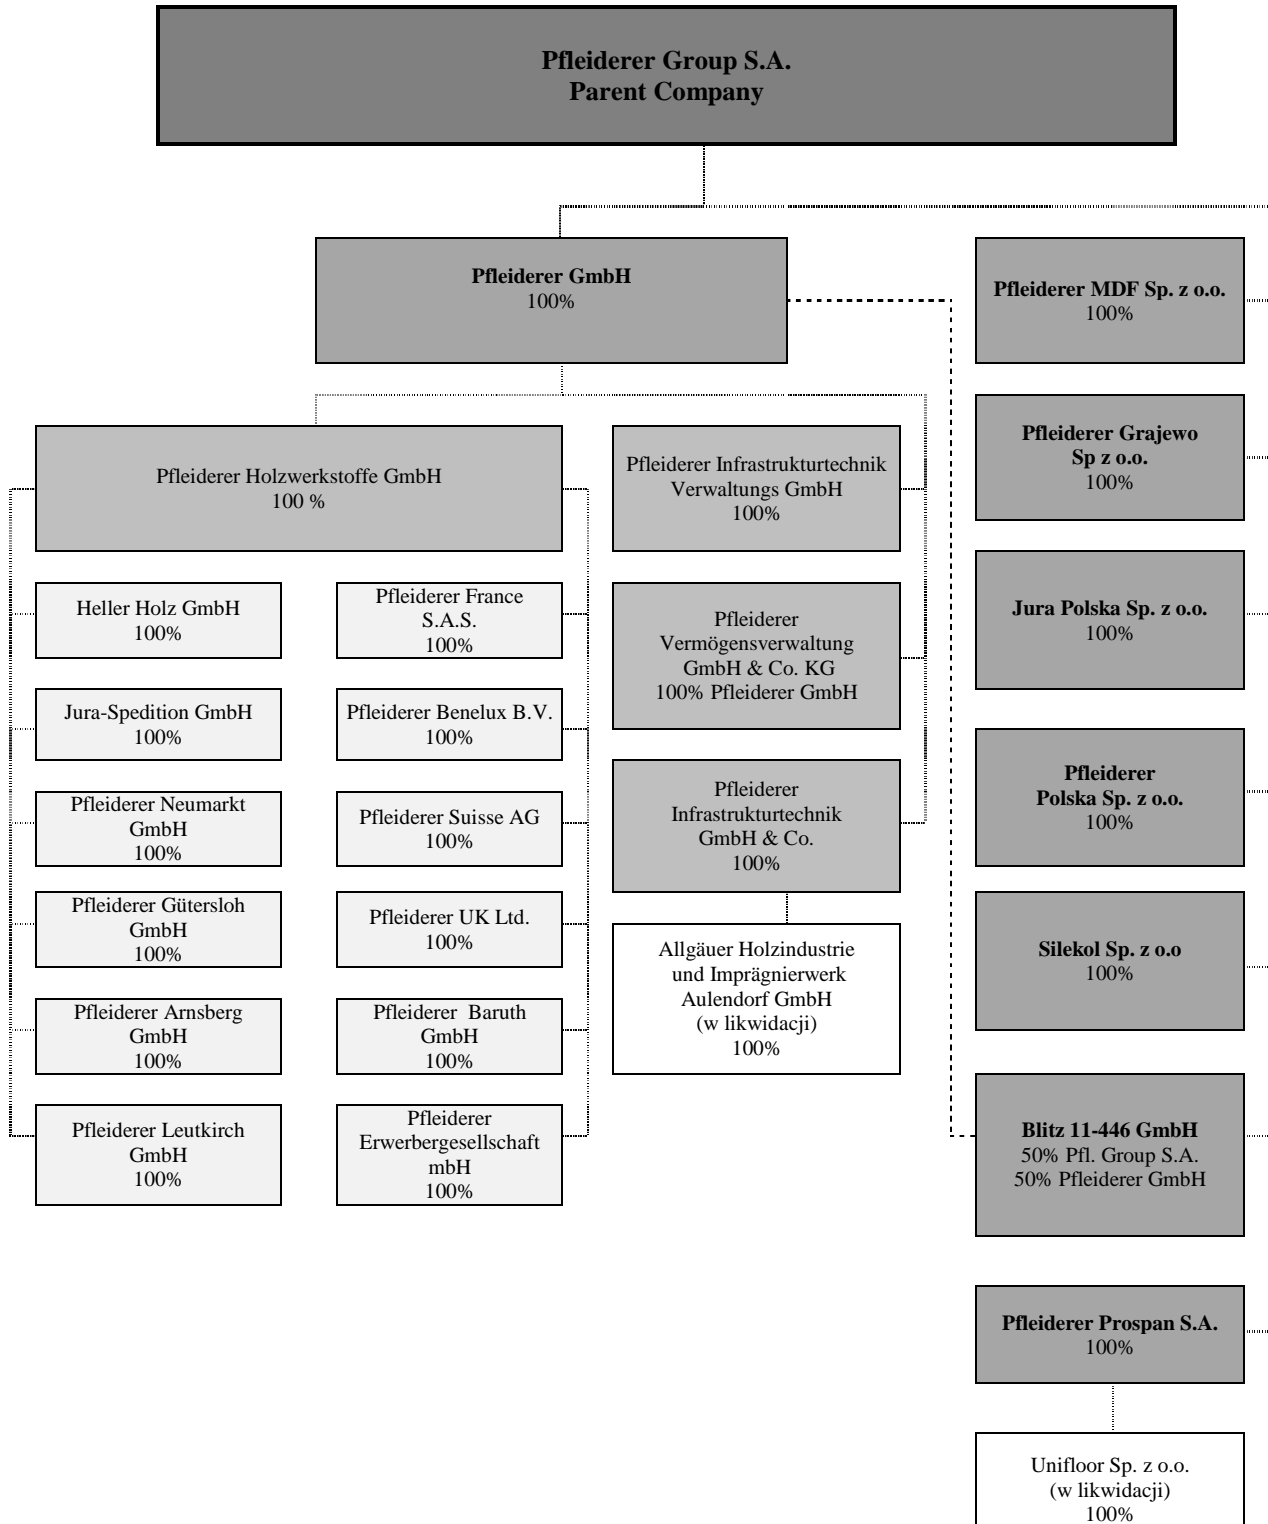 Pfleiderer Group S.A.
Parent Company
Pfleiderer GmbH
100%
Pfleiderer Holzwerkstoffe GmbH
100 %
Heller Holz GmbH
100%
Jura-Spedition GmbH
100%
Pfleiderer Neumarkt
GmbH
100%
Pfleiderer Gütersloh
GmbH
100%
Pfleiderer Arnsberg
GmbH
100%
Pfleiderer Leutkirch
GmbH
100%
Pfleiderer France
S.A.S.
100%
Pfleiderer Benelux B.V.
100%
Pfleiderer Suisse AG
100%
Pfleiderer UK Ltd.
100%
Pfleiderer Baruth
GmbH
100%
Pfleiderer
Erwerbergesellschaft
mbH
100%
Pfleiderer Infrastrukturtechnik
Verwaltungs GmbH
100%
Pfleiderer
Vermögensverwaltung
GmbH & Co. KG
100% Pfleiderer GmbH
Pfleiderer
Infrastrukturtechnik
GmbH & Co.
100%
Allgäuer Holzindustrie
und Imprägnierwerk
Aulendorf GmbH
(w likwidacji)
100%
Pfleiderer MDF Sp. z o.o.
100%
Pfleiderer Grajewo
Sp z o.o.
100%
Jura Polska Sp. z o.o.
100%
Pfleiderer
Polska Sp. z o.o.
100%
Silekol Sp. z o.o
100%
Blitz 11-446 GmbH
50% Pfl. Group S.A.
50% Pfleiderer GmbH
Pfleiderer Prospan S.A.
100%
Unifloor Sp. z o.o.
(w likwidacji)
100%